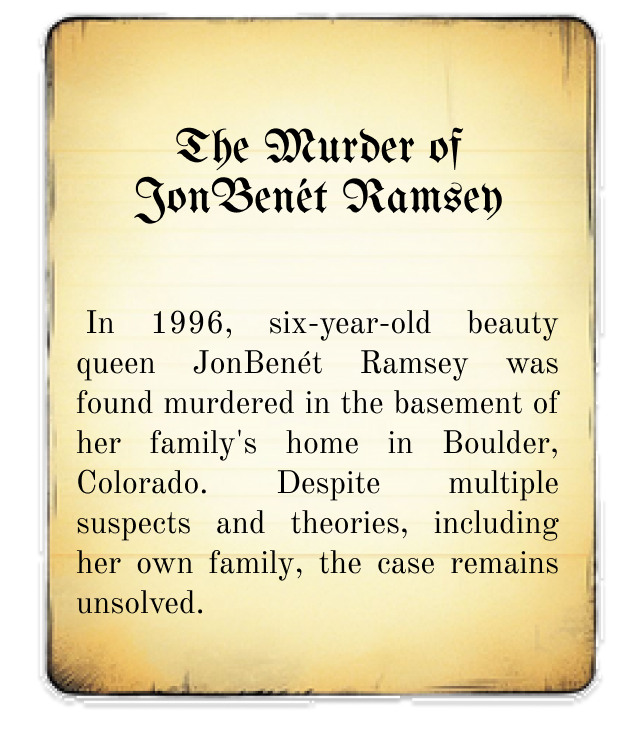 The Murder of
JonBenét Ramsey
In 1996, six-year-old beauty
queen JonBenét Ramsey was
found murdered in the basement of
her family's home in Boulder,
Colorado. Despite multiple
suspects and theories, including
her own family, the case remains
unsolved.